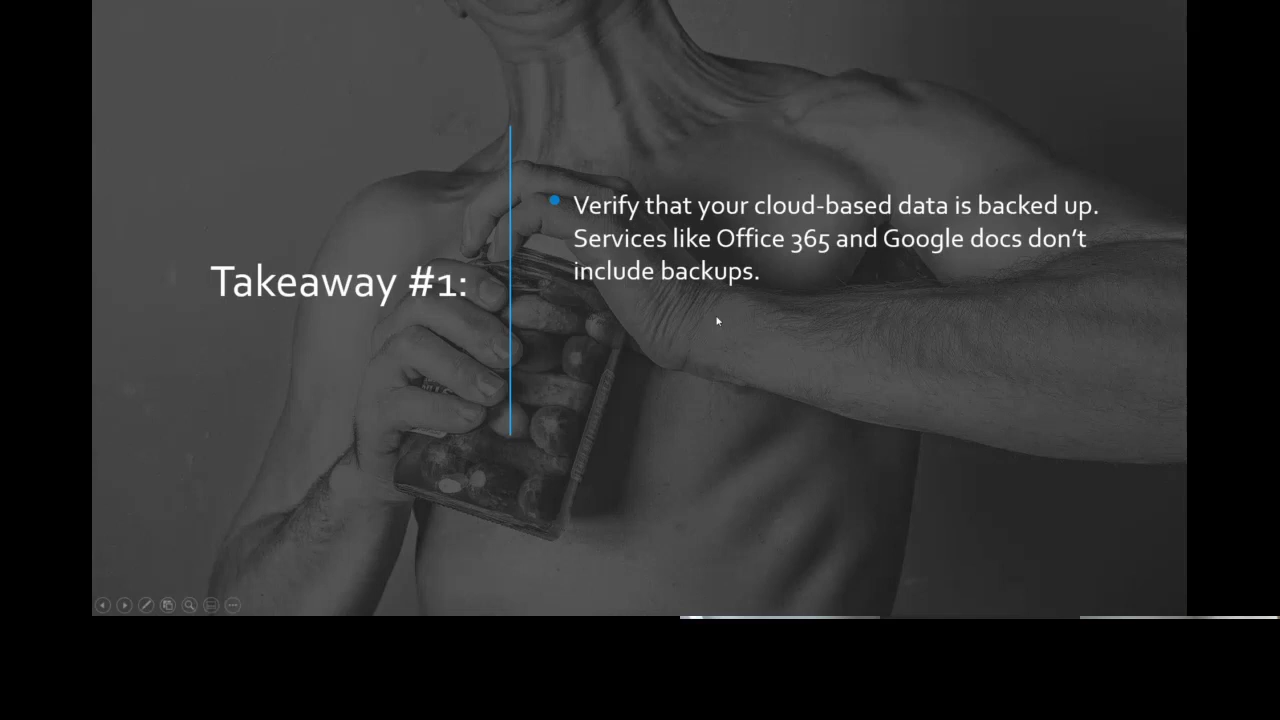 Takeaway #1:
Verify that your cloud-based data is backed up.
Services like Office 365 and Google docs don't
include backups.